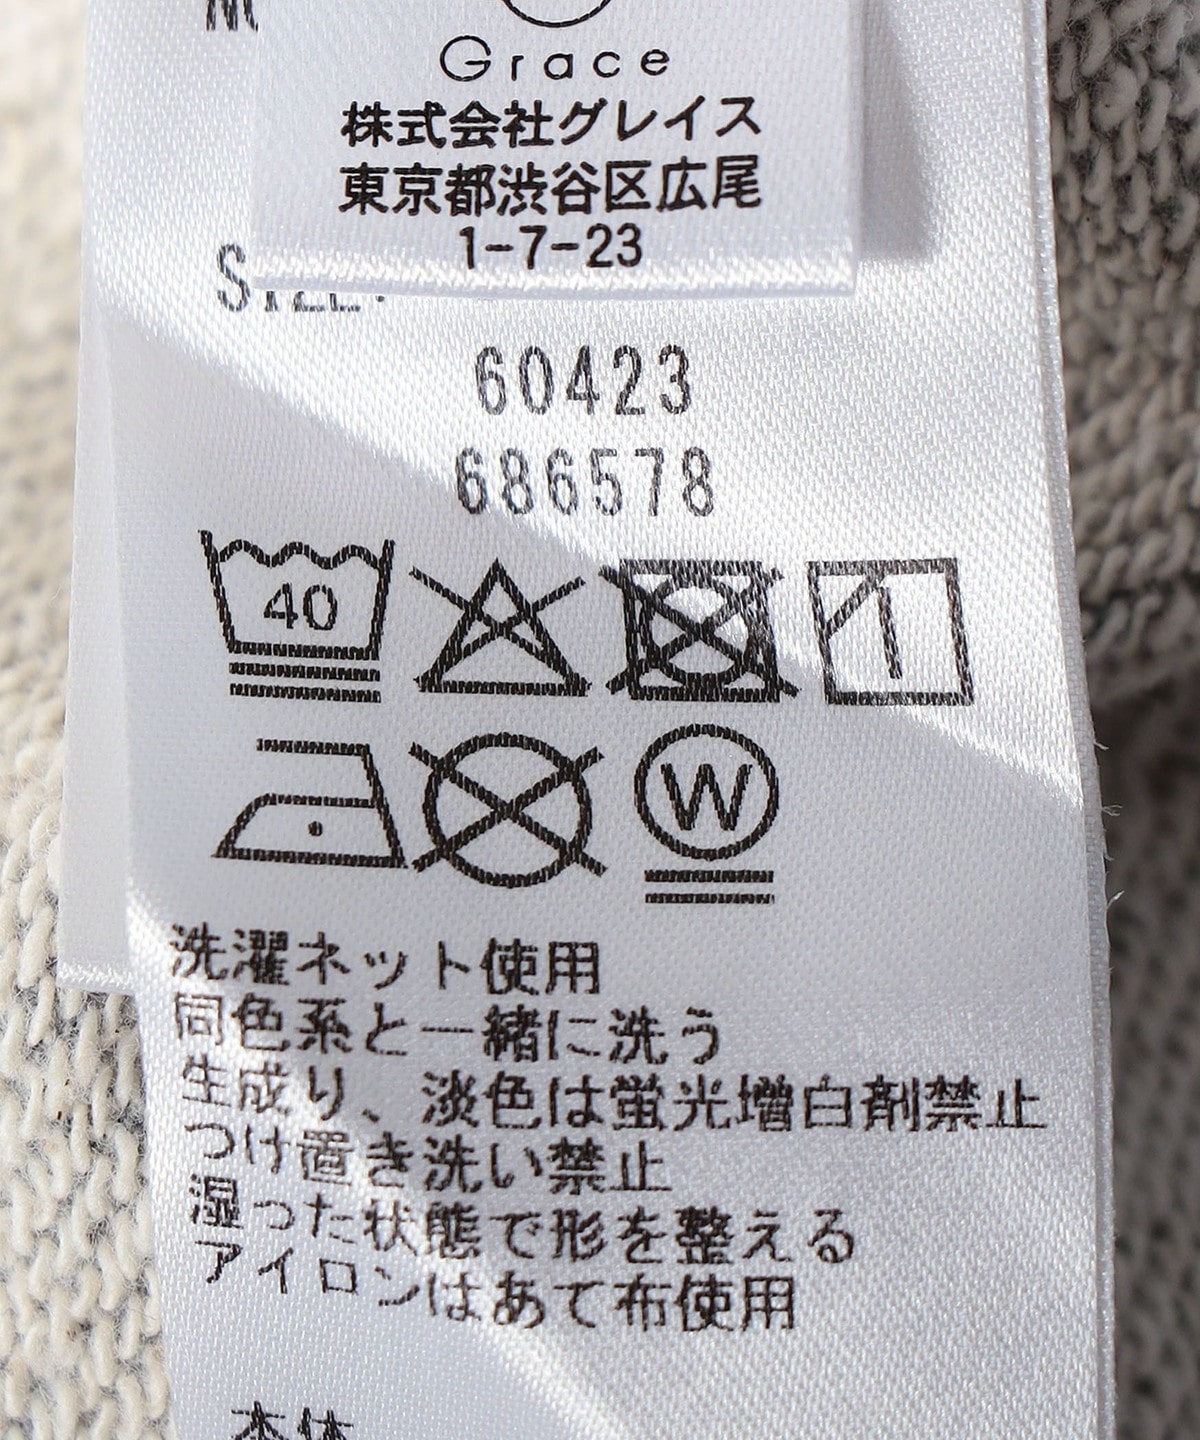 Grace
株式会社グレイス
東京都渋谷区広尾
1-7-23
SIZE:
60423
686578
40
W
洗濯ネット使用
同色系と一緒に洗う
生成り、淡色は蛍光増白剤禁止
つけ置き洗い禁止
湿った状態で形を整える
アイロンはあて布使用
本体